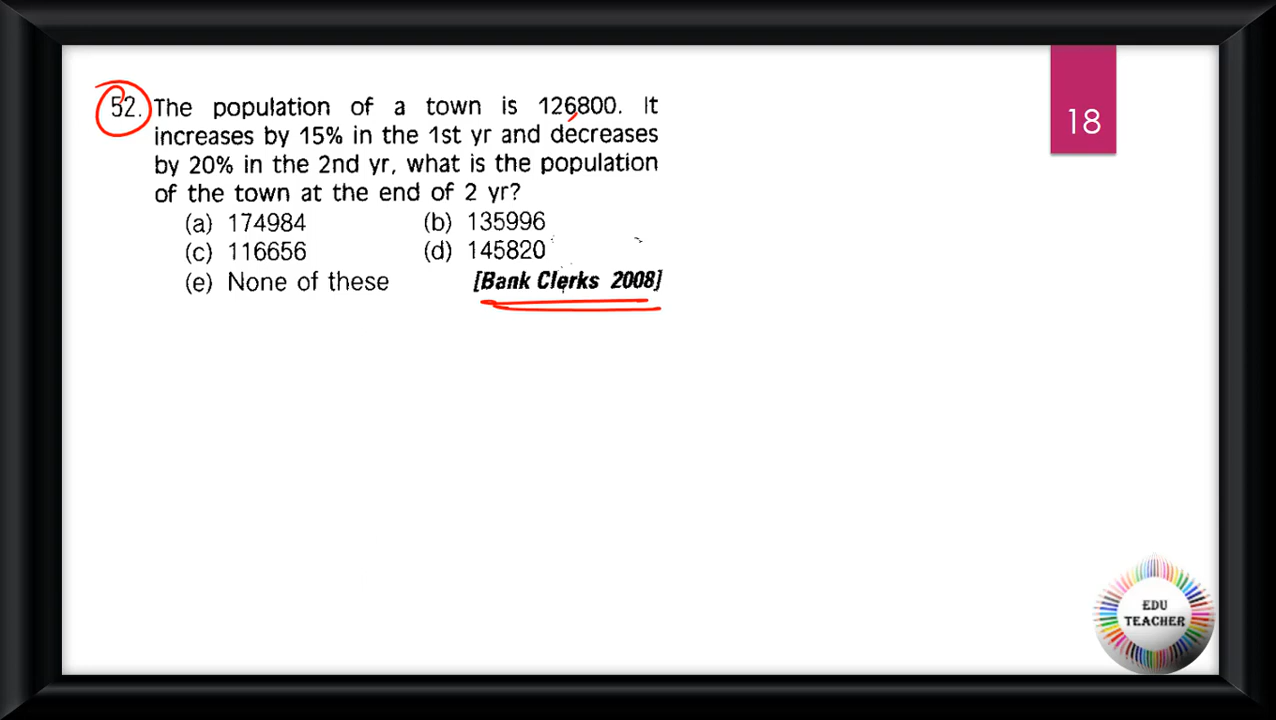 52. The population of a town is 126800. It
increases by 15% in the 1st yr and decreases
by 20% in the 2nd yr, what is the population
of the town at the end of 2 yr?
(a) 174984 (b) 135996
(c) 116656 (d) 145820
(e) None of these [Bank Clerks 2008]
18
EDU
TEACHER